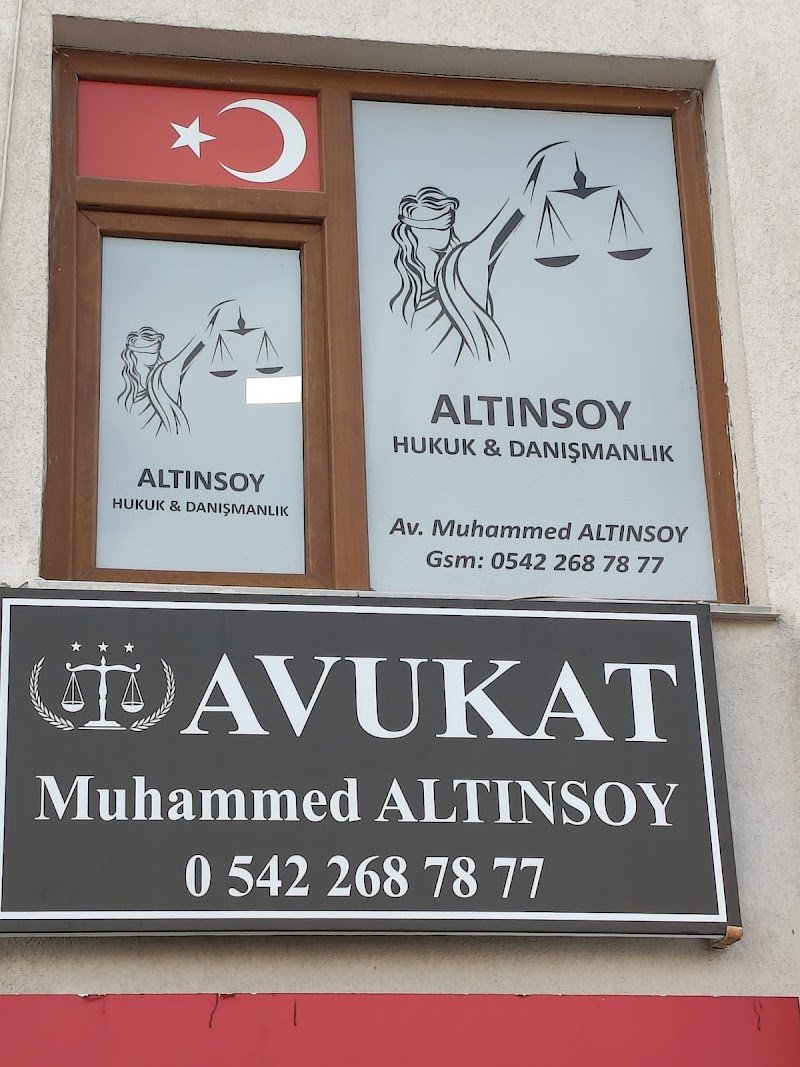 ALTINSOY
HUKUK & DANIŞMANLIK
ALTINSOY
HUKUK & DANIŞMANLIK
Av. Muhammed ALTINSOY
Gsm: 0542 268 78 77
AVUKAT
Muhammed ALTINSOY
0 542 268 78 77